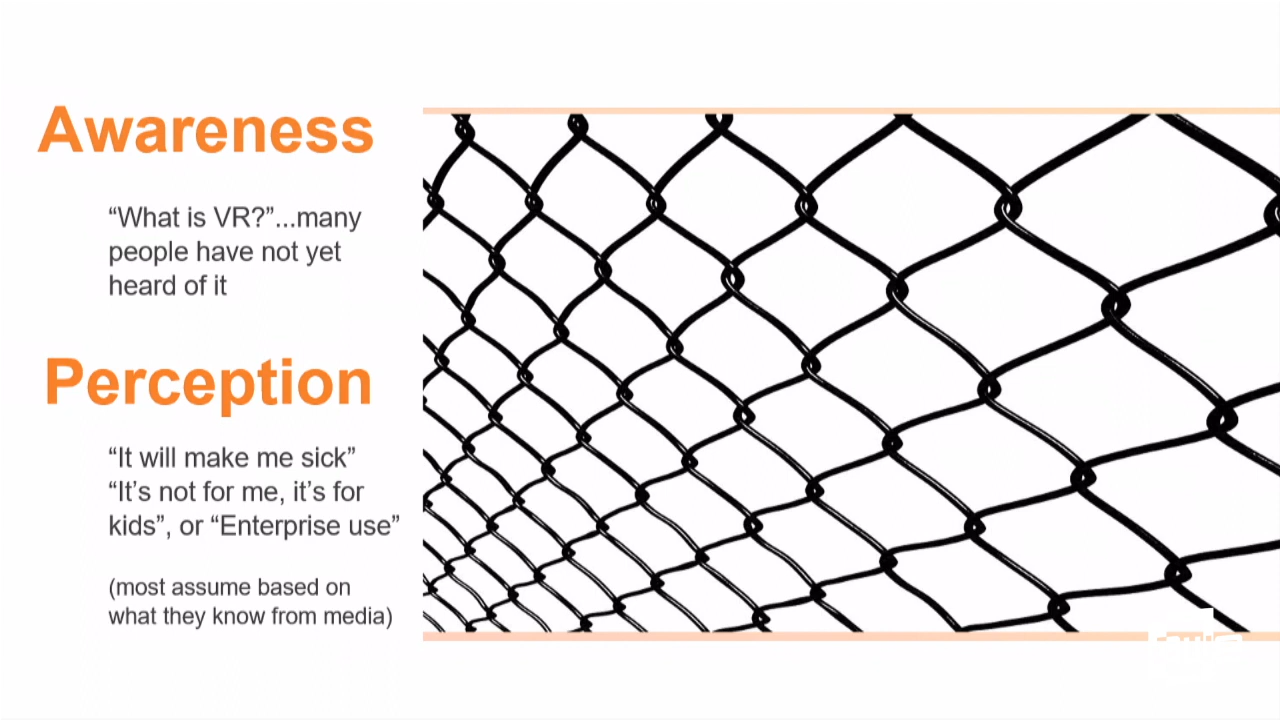 Awareness
“What is VR?”...many
people have not yet
heard of it
Perception
“It will make me sick”
“It’s not for me, it’s for
kids”, or “Enterprise use”
(most assume based on
what they know from media)